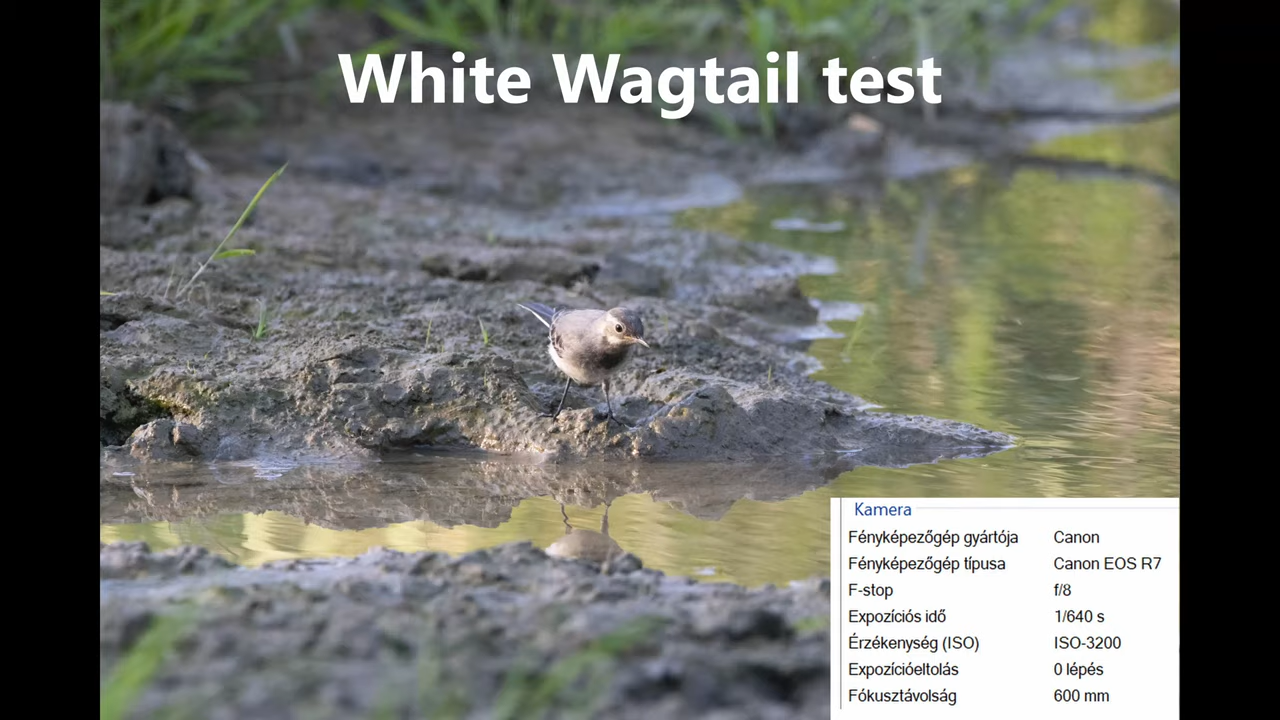 White Wagtail test
Kamera
Fényképezőgép gyártója Canon
Fényképezőgép típusa Canon EOS R7
F-stop f/8
Expozíciós idő 1/640 s
Érzékenység (ISO) ISO-3200
Expozícióeltolás 0 lépés
Fókusztávolság 600 mm